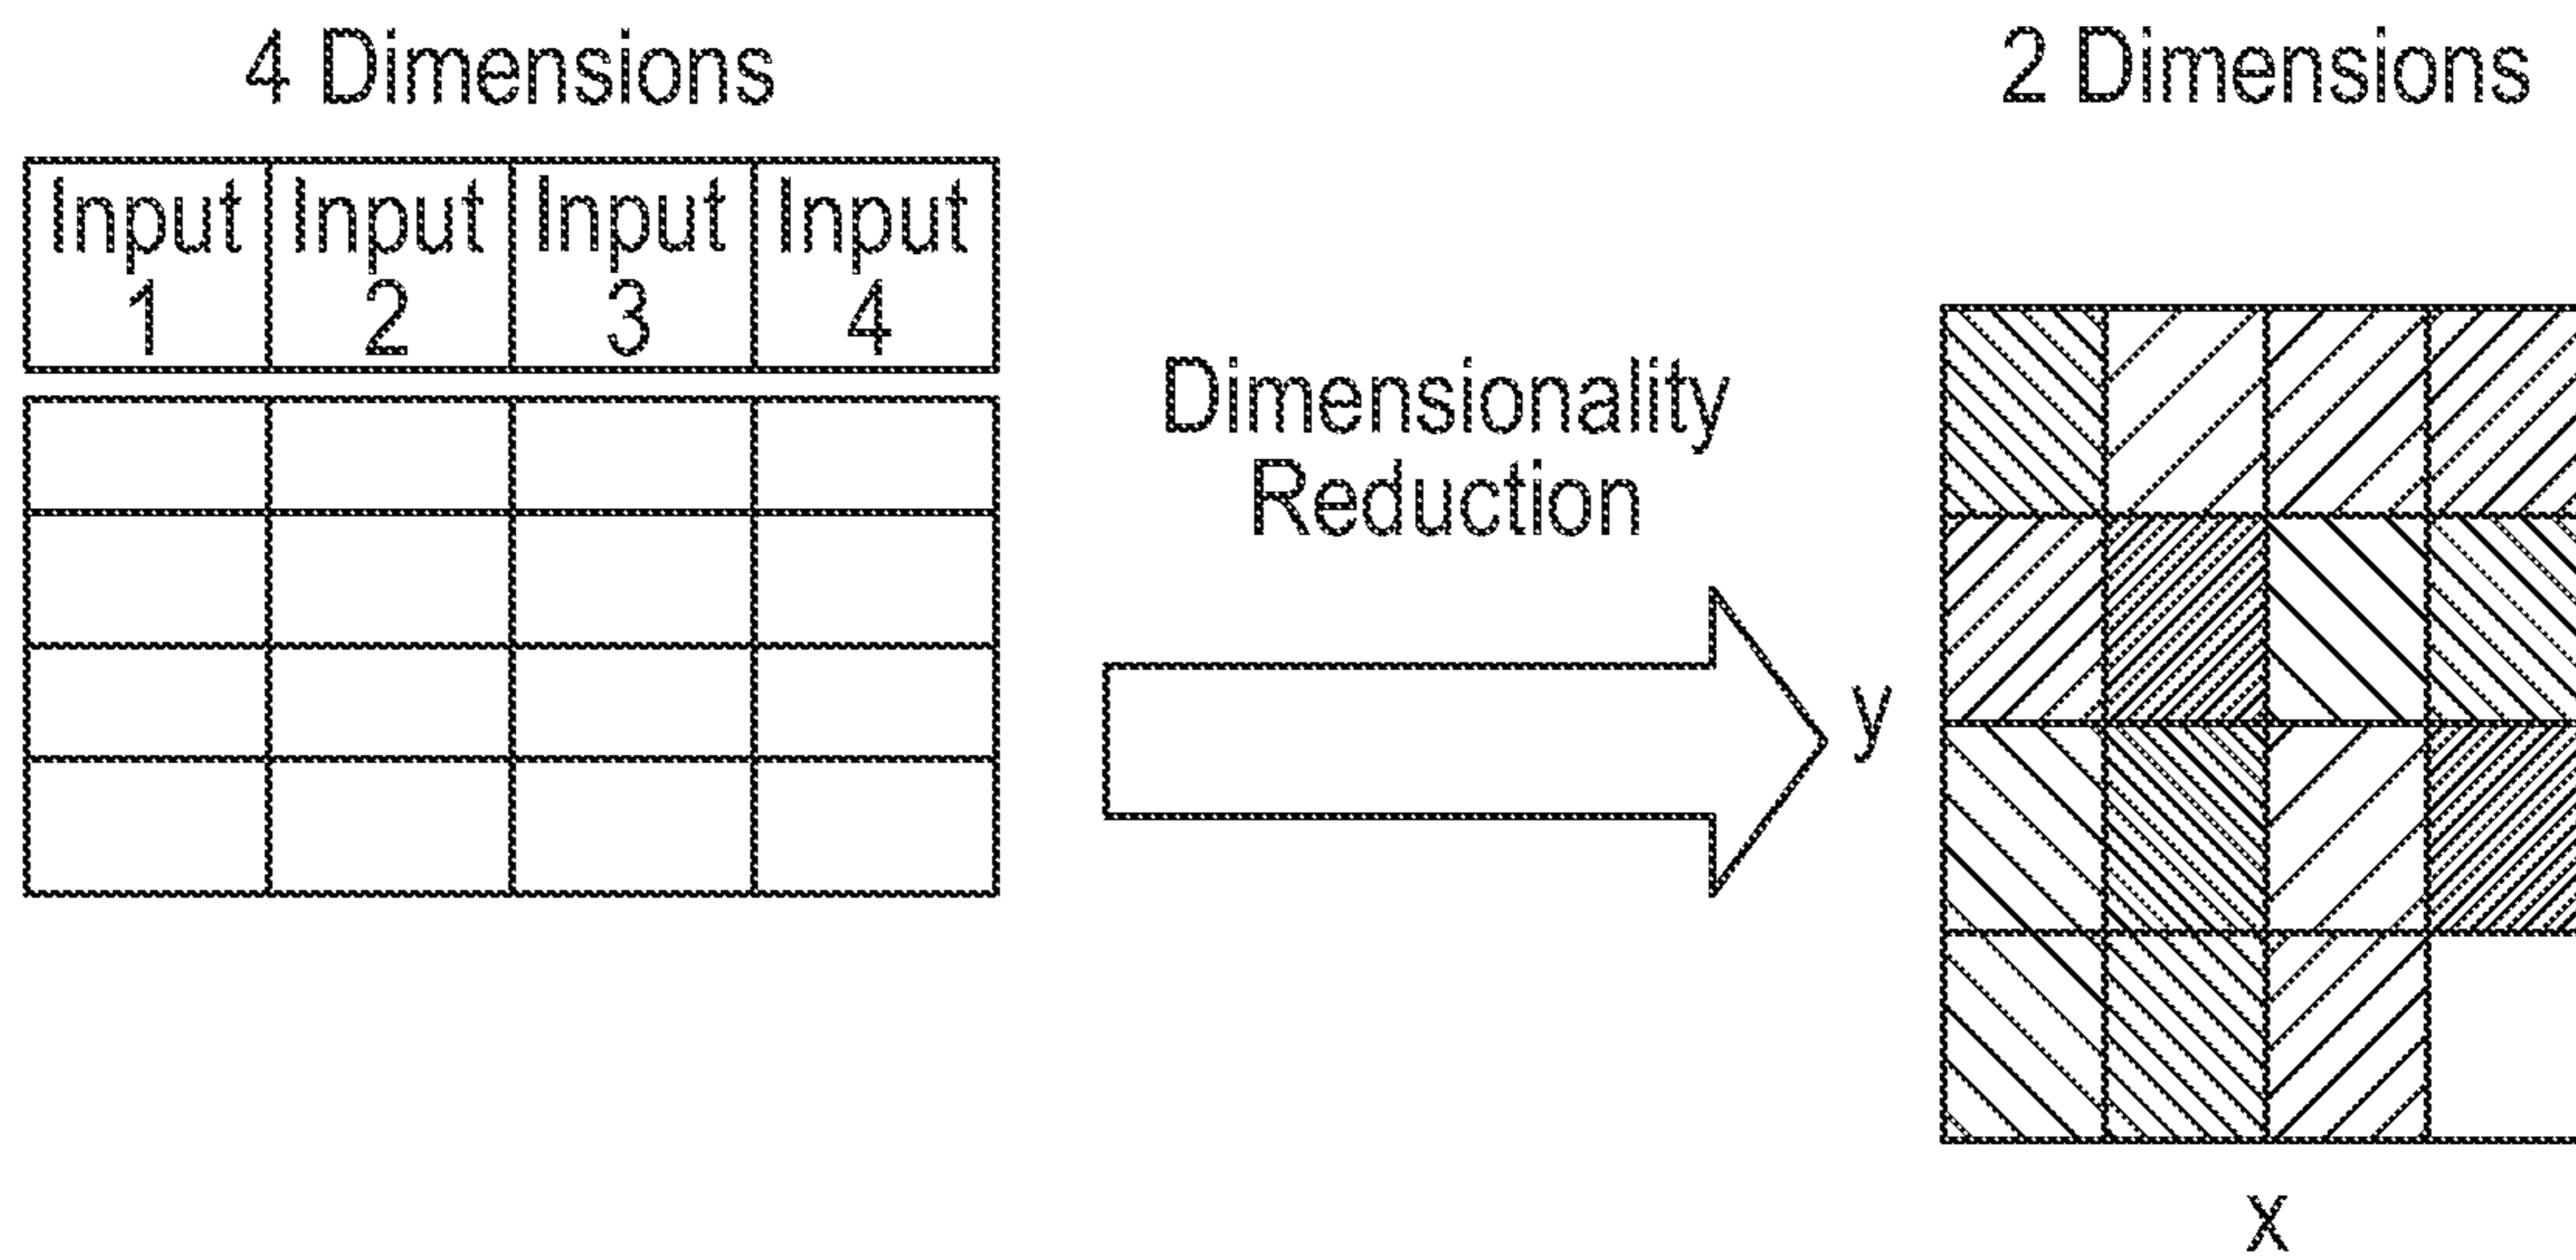 4 Dimensions
2 Dimensions
Input Input Input Input
1 2 3 4
Dimensionality
Reduction
y
x